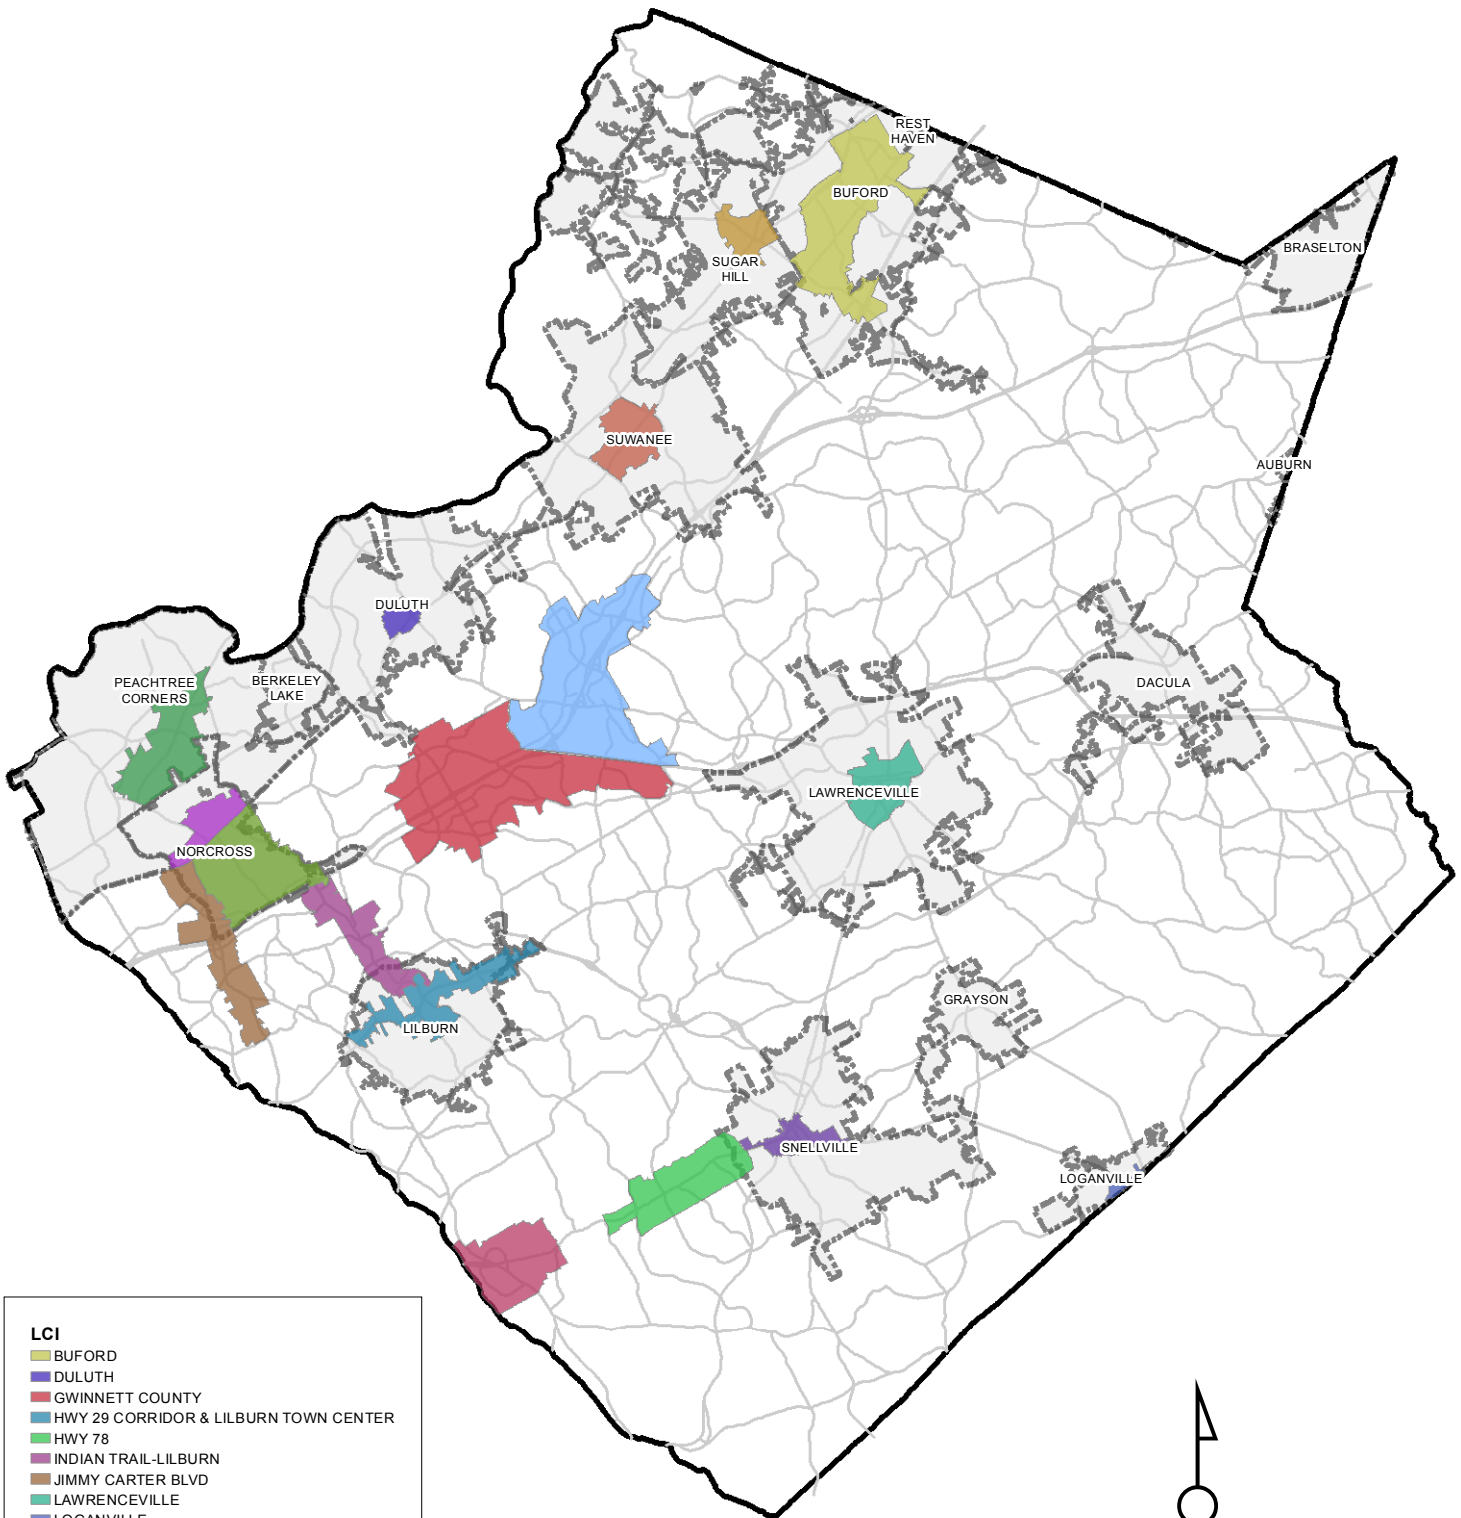 REST
HAVEN
BUFORD
BRASELTON
SUGAR
HILL
SUWANEE
AUBURN
DULUTH
PEACHTREE
CORNERS
BERKELEY
LAKE
DACULA
LAWRENCEVILLE
NORCROSS
GRAYSON
LILBURN
SNELLVILLE
LOGANVILLE
LCI
BUFORD
DULUTH
GWINNETT COUNTY
HWY 29 CORRIDOR & LILBURN TOWN CENTER
HWY 78
INDIAN TRAIL-LILBURN
JIMMY CARTER BLVD
LAWRENCEVILLE
LOGANVILLE